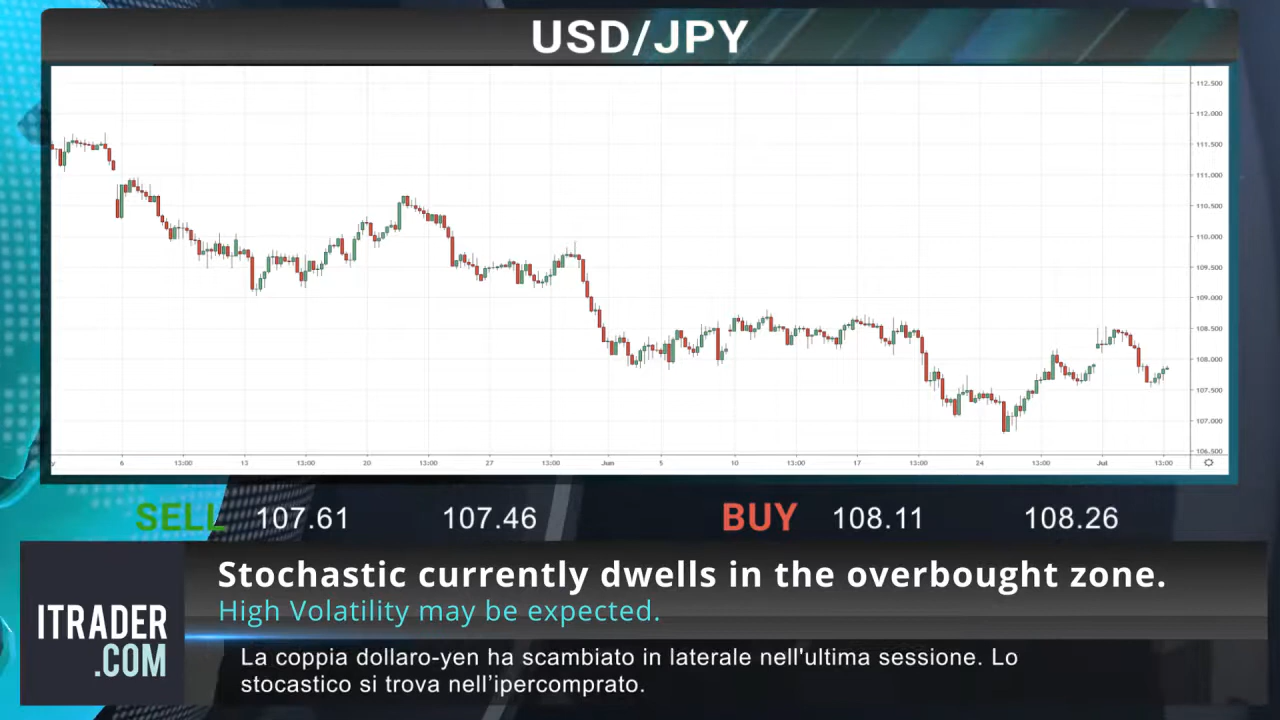 USD/JPY
112.500
112.000
111.500
111.000
110.500
110.000
109.500
109.000
108.500
108.000
107.500
107.000
106.500
y 6 13:00 13 13:00 20 13:00 27 13:00 Jun 5 10 13:00 17 13:00 24 13:00 Jul 13:00
SELL 107.61 107.46 BUY 108.11 108.26
Stochastic currently dwells in the overbought zone.
High Volatility may be expected.
ITRADER
.COM
La coppia dollaro-yen ha scambiato in laterale nell'ultima sessione. Lo
stocastico si trova nell’ipercomprato.